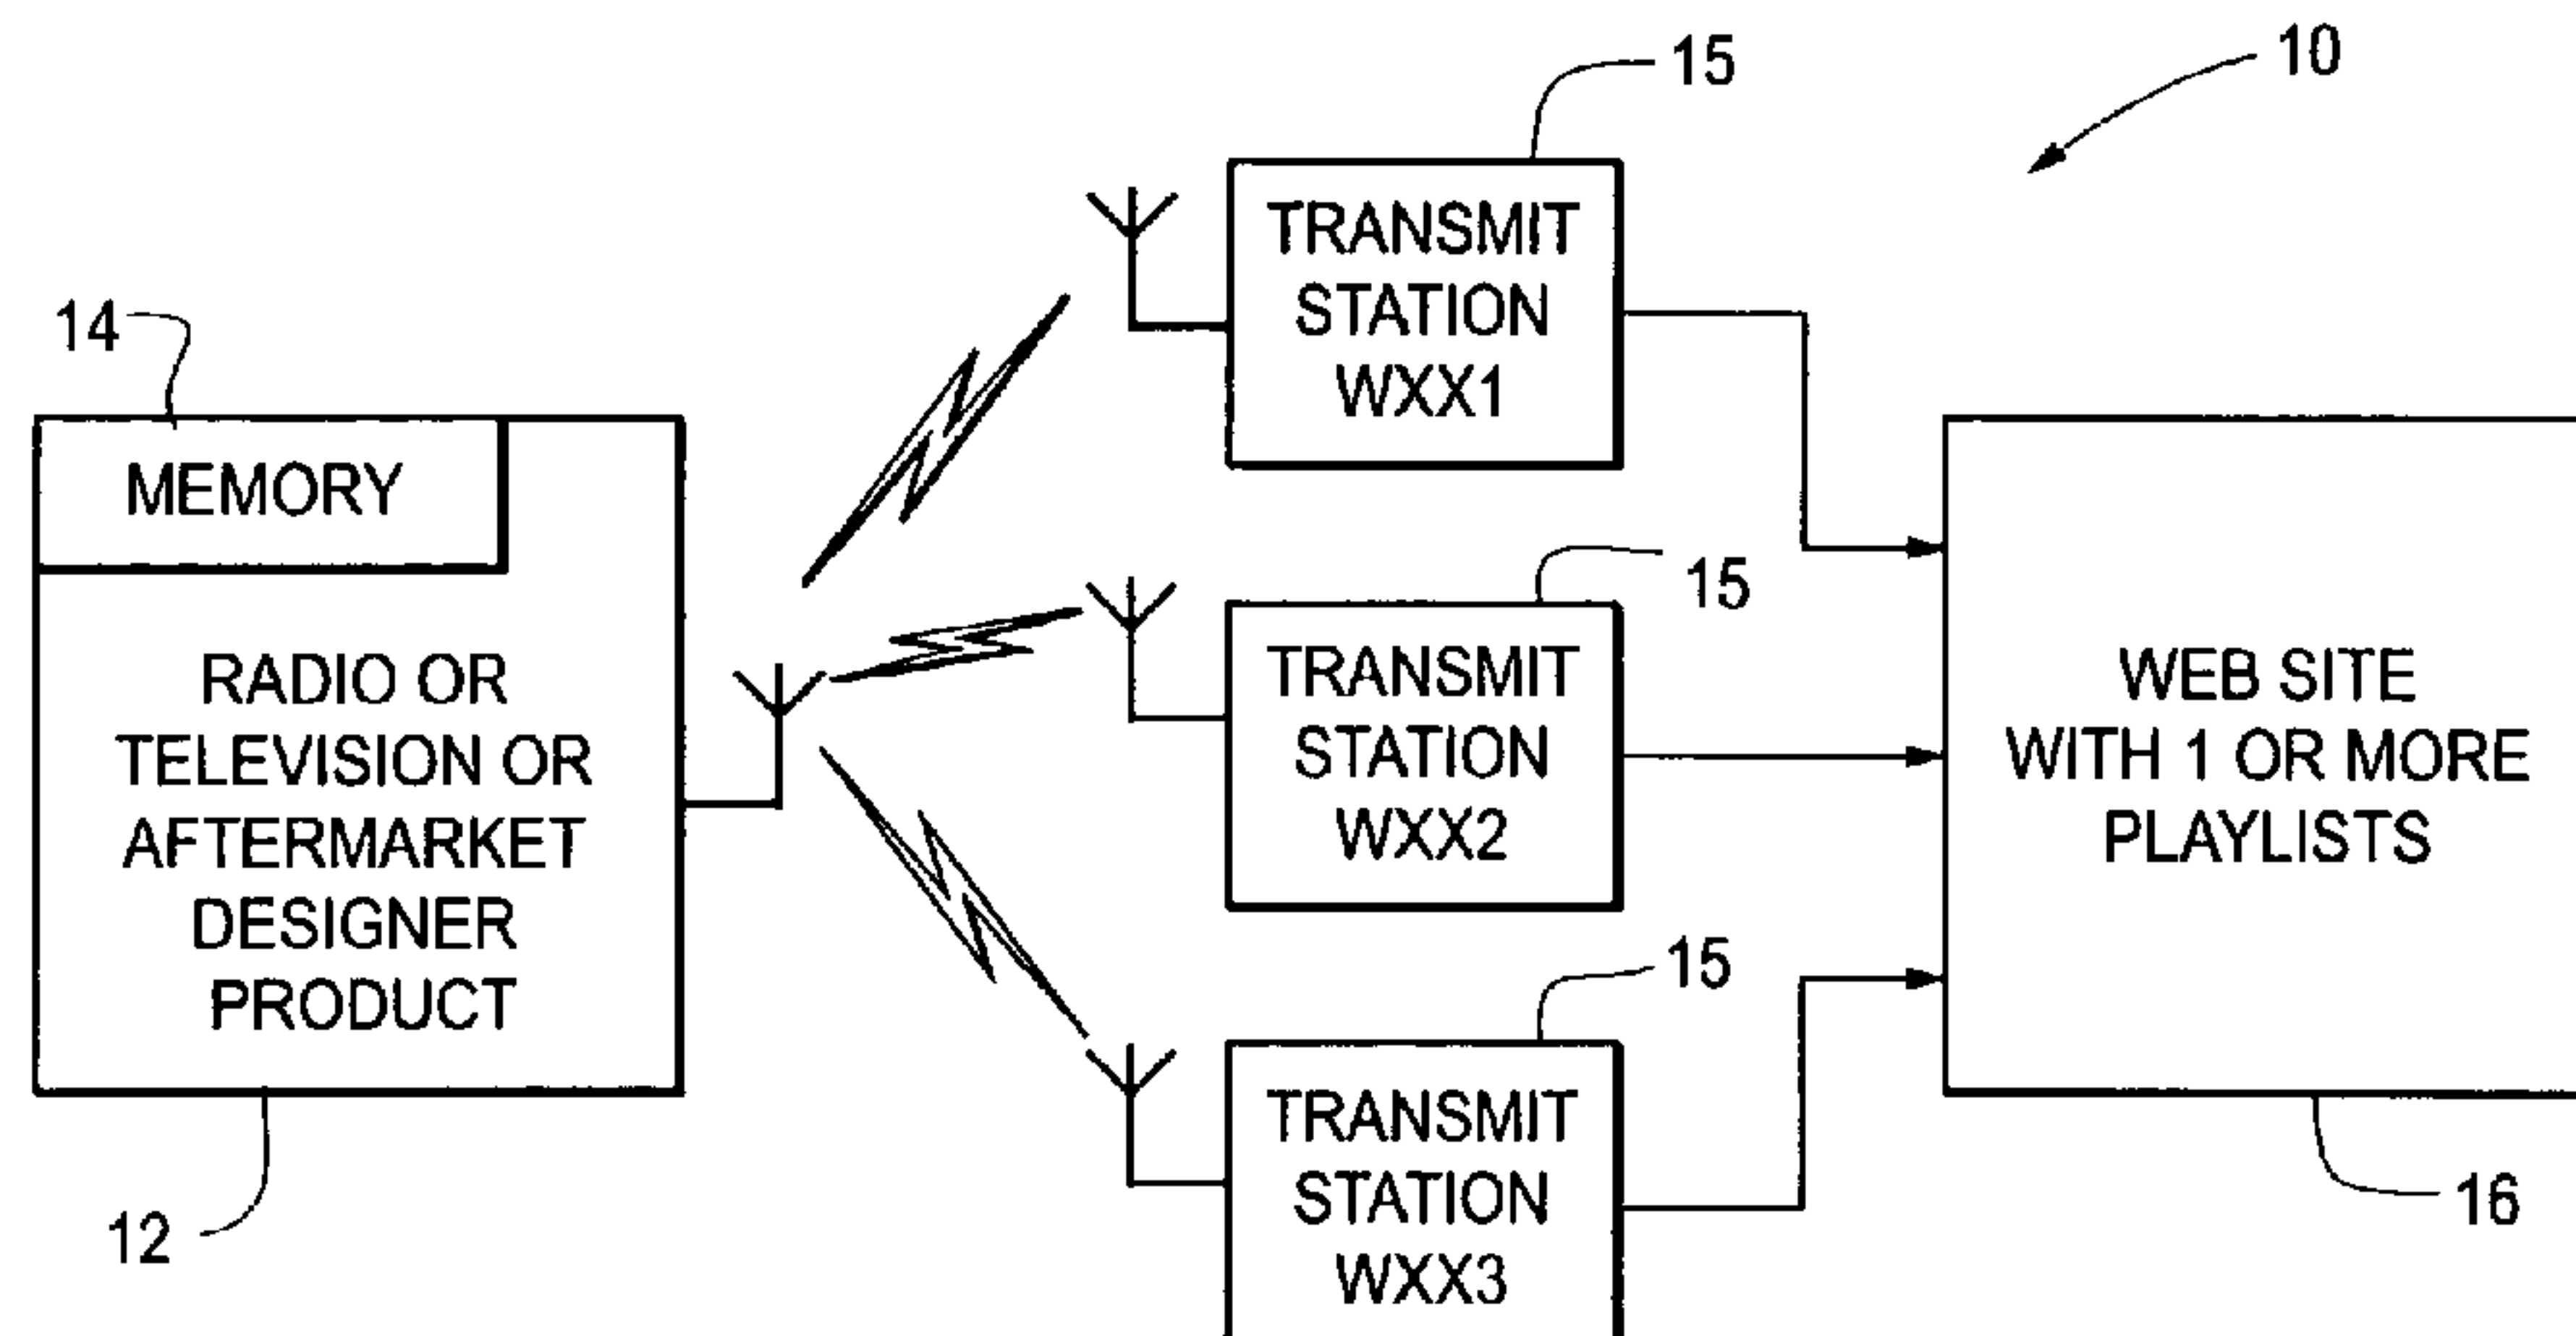 10
15
TRANSMIT
STATION
WXX1
14
MEMORY
RADIO OR
TELEVISION OR
AFTERMARKET
DESIGNER
PRODUCT
12
15
TRANSMIT
STATION
WXX2
15
TRANSMIT
STATION
WXX3
WEB SITE
WITH 1 OR MORE
PLAYLISTS
16